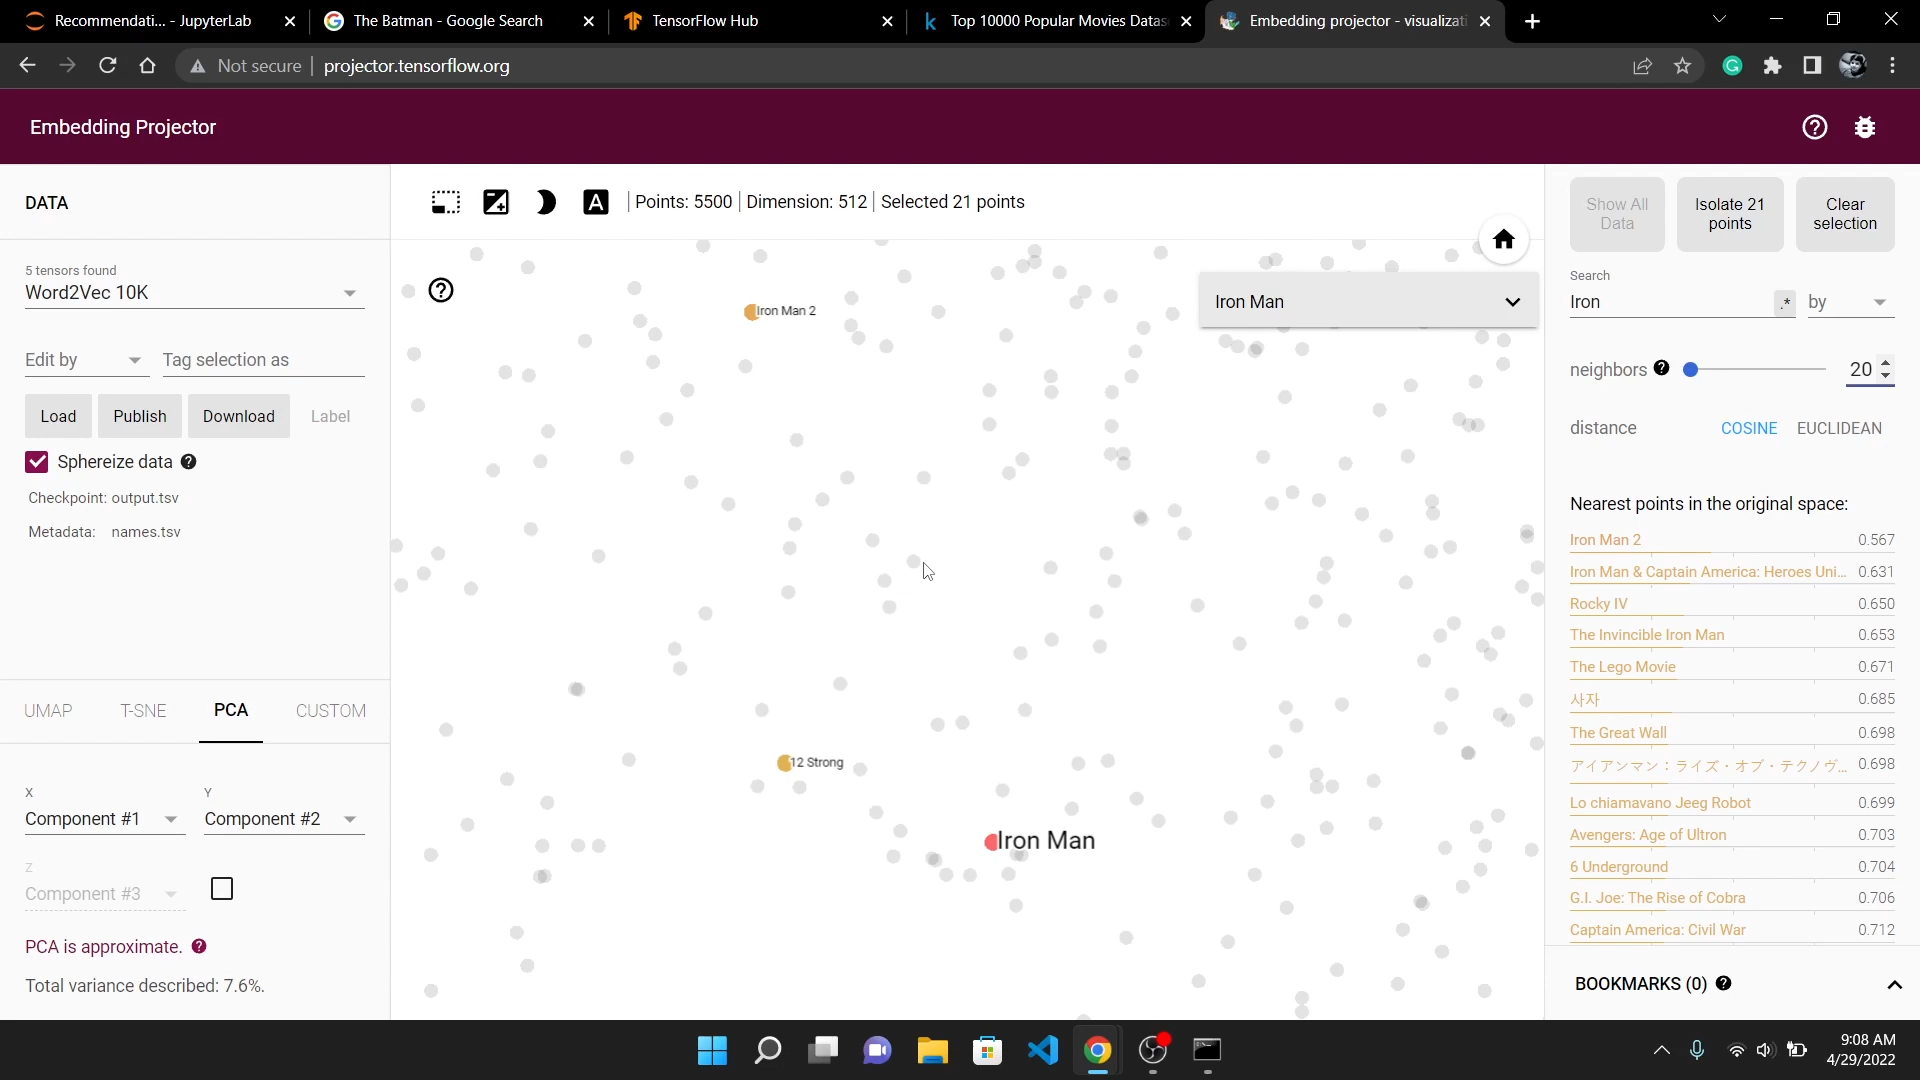 Recommendati... - JupyterLab
The Batman - Google Search
TensorFlow Hub
Top 10000 Popular Movies Datas
Embedding projector - visualizati
Not secure
projector.tensorflow.org
Embedding Projector
DATA
Points: 5500 | Dimension: 512 | Selected 21 points
Show All Data
Isolate 21 points
Clear selection
5 tensors found
Word2Vec 10K
Edit by
Tag selection as
Load
Publish
Download
Label
Sphereize data
Checkpoint: output.tsv
Metadata: names.tsv
UMAP
T-SNE
PCA
CUSTOM
X
Component #1
Y
Component #2
Z
Component #3
PCA is approximate.
Total variance described: 7.6%.
Iron Man 2
12 Strong
Iron Man
Iron Man
Search
Iron
.*
by
neighbors
20
distance
COSINE
EUCLIDEAN
Nearest points in the original space:
Iron Man 2 0.567
Iron Man & Captain America: Heroes Uni... 0.631
Rocky IV 0.650
The Invincible Iron Man 0.653
The Lego Movie 0.671
사자 0.685
The Great Wall 0.698
アイアンマン：ライズ・オブ・テクノヴ... 0.698
Lo chiamavano Jeeg Robot 0.699
Avengers: Age of Ultron 0.703
6 Underground 0.704
G.I. Joe: The Rise of Cobra 0.706
Captain America: Civil War 0.712
BOOKMARKS (0)
9:08 AM
4/29/2022